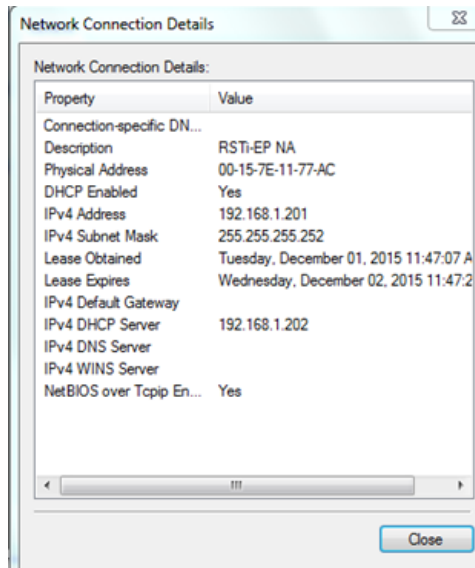 Network Connection Details
Network Connection Details:
Property Value
Connection-specific DN...
Description RSTi-EP NA
Physical Address 00-15-7E-11-77-AC
DHCP Enabled Yes
IPv4 Address 192.168.1.201
IPv4 Subnet Mask 255.255.255.252
Lease Obtained Tuesday, December 01, 2015 11:47:07 A
Lease Expires Wednesday, December 02, 2015 11:47:2
IPv4 Default Gateway
IPv4 DHCP Server 192.168.1.202
IPv4 DNS Server
IPv4 WINS Server
NetBIOS over Tcpip En... Yes
Close